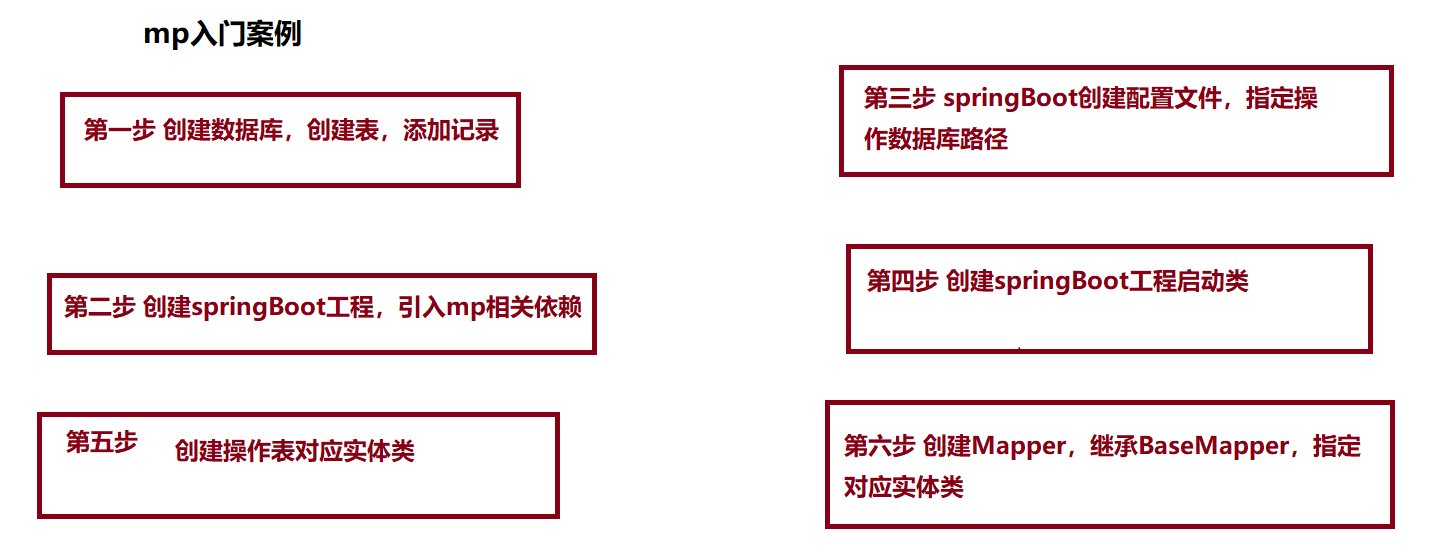 mp入门案例
第一步 创建数据库，创建表，添加记录
第二步 创建springBoot工程，引入mp相关依赖
第三步 springBoot创建配置文件，指定操
作数据库路径
第四步 创建springBoot工程启动类
第五步 创建操作表对应实体类
第六步 创建Mapper，继承BaseMapper，指定
对应实体类